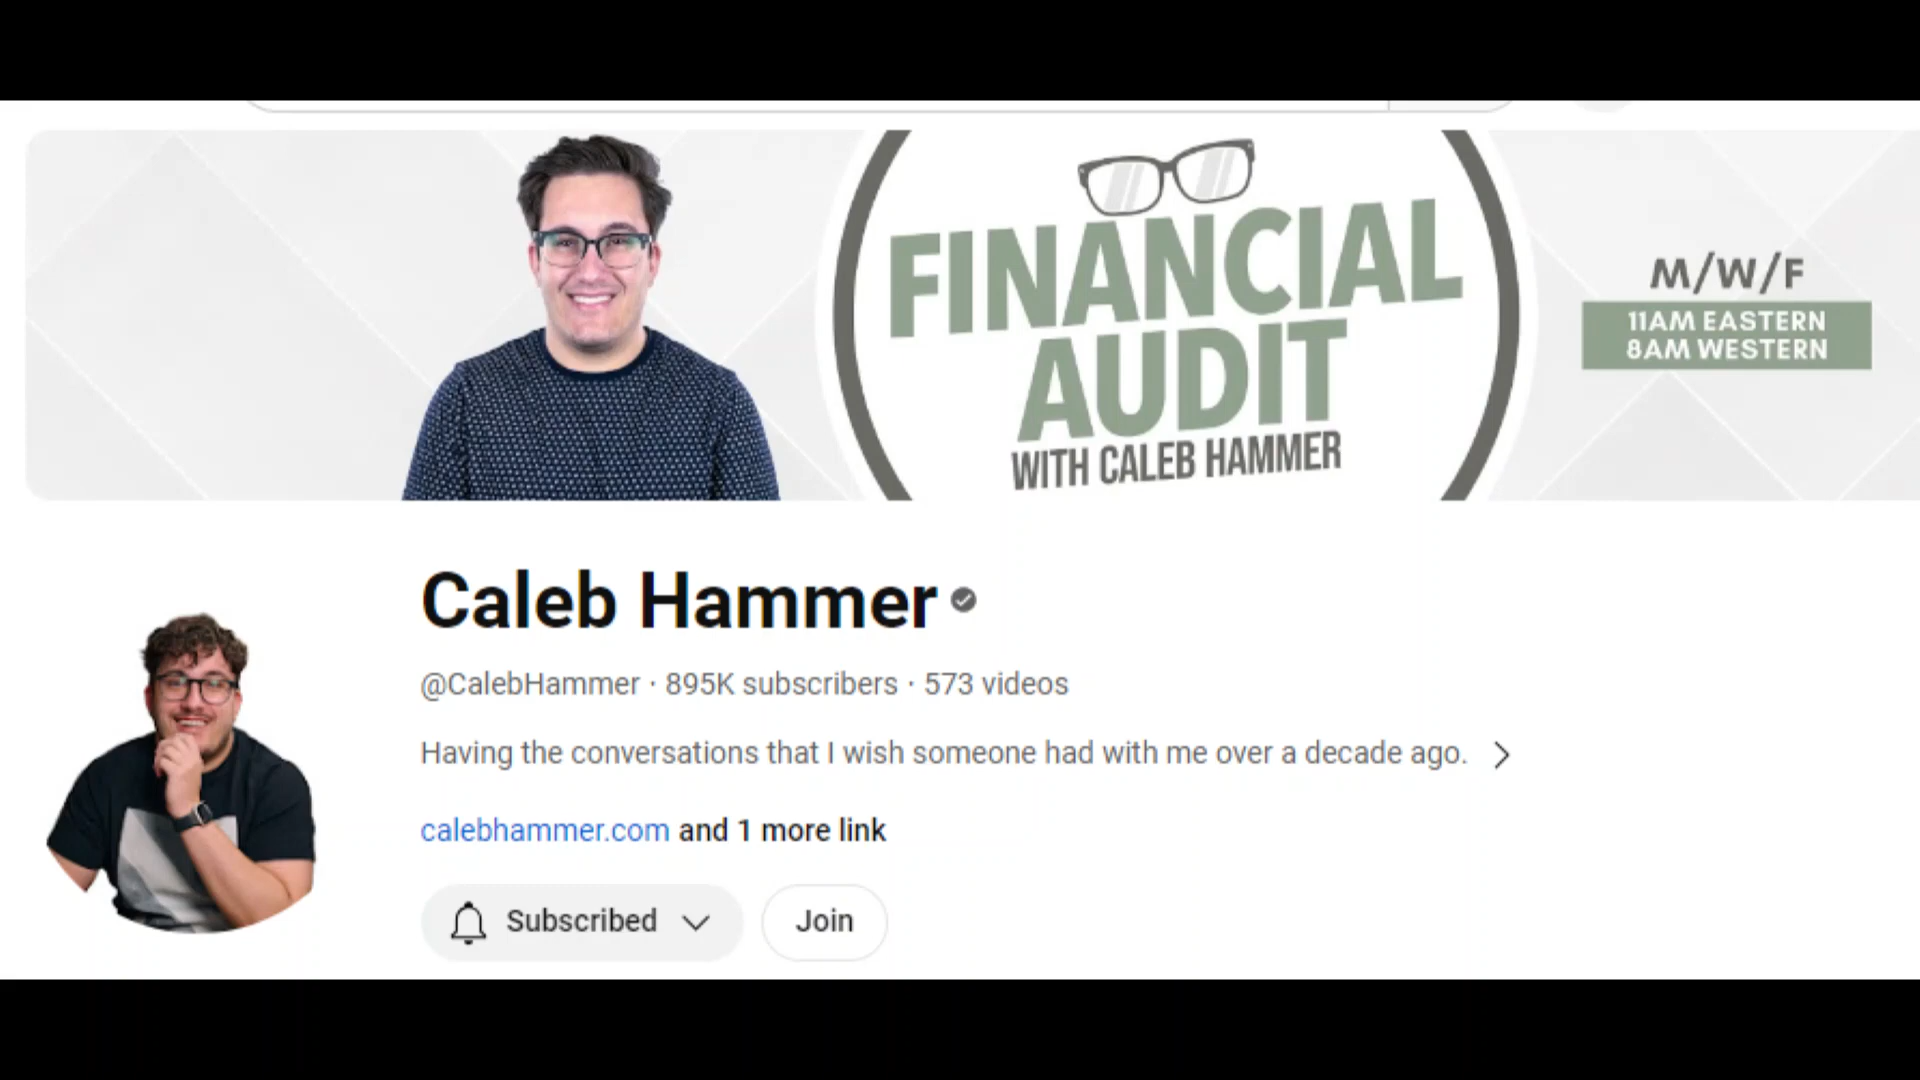 FINANCIAL
AUDIT
WITH CALEB HAMMER
M/W/F
11AM EASTERN
8AM WESTERN
Caleb Hammer
@CalebHammer · 895K subscribers · 573 videos
Having the conversations that I wish someone had with me over a decade ago.
calebhammer.com and 1 more link
Subscribed
Join